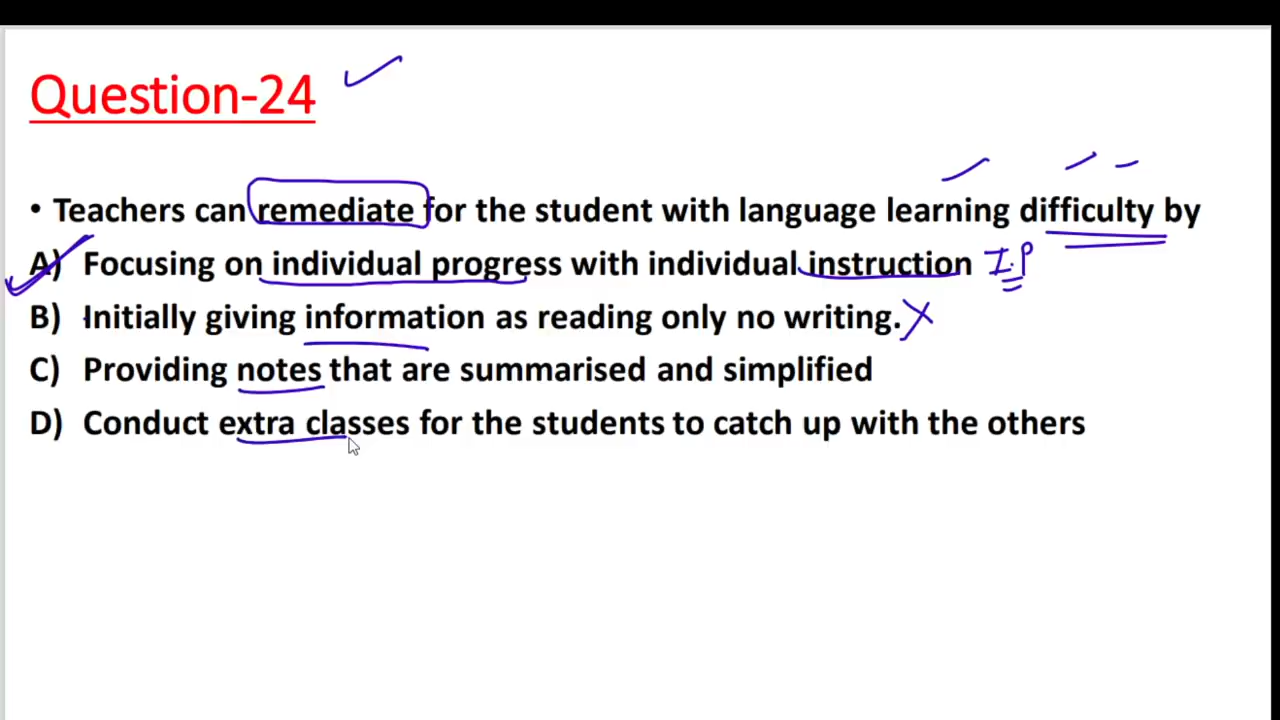 Question-24
• Teachers can remediate for the student with language learning difficulty by
A) Focusing on individual progress with individual instruction I.P
B) Initially giving information as reading only no writing. X
C) Providing notes that are summarised and simplified
D) Conduct extra classes for the students to catch up with the others